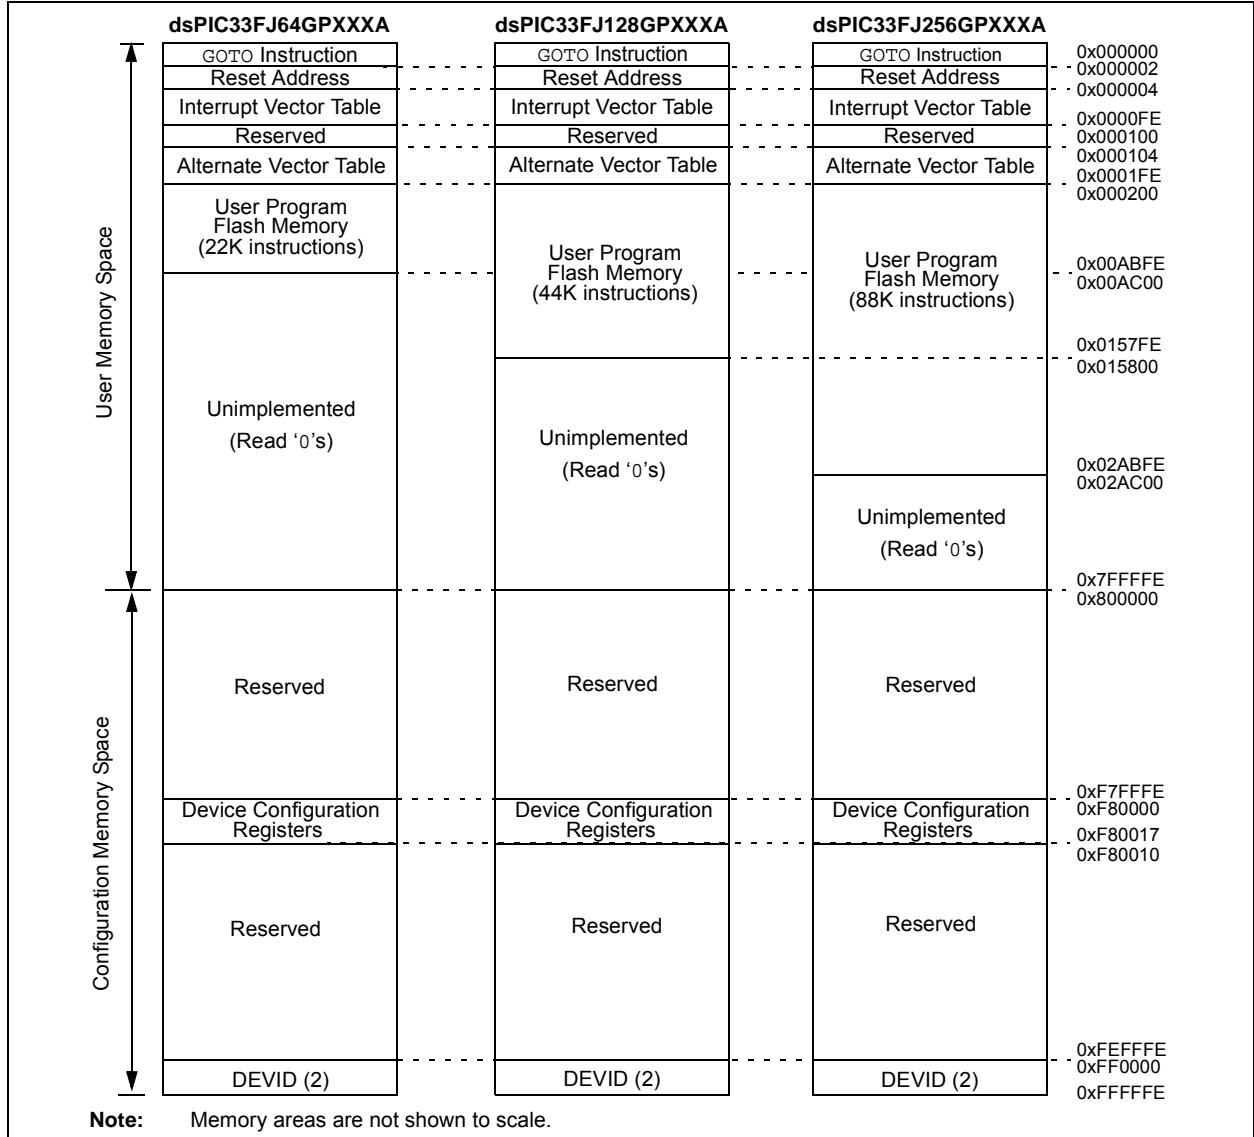 dsPIC33FJ64GPXXXA
dsPIC33FJ128GPXXXA
dsPIC33FJ256GPXXXA
GOTO Instruction
Reset Address
Interrupt Vector Table
Reserved
Alternate Vector Table
User Program
Flash Memory
(22K instructions)
Unimplemented
(Read ‘0’s)
Reserved
Device Configuration
Registers
Reserved
DEVID (2)
GOTO Instruction
Reset Address
Interrupt Vector Table
Reserved
Alternate Vector Table
User Program
Flash Memory
(44K instructions)
Unimplemented
(Read ‘0’s)
Reserved
Device Configuration
Registers
Reserved
DEVID (2)
GOTO Instruction
Reset Address
Interrupt Vector Table
Reserved
Alternate Vector Table
User Program
Flash Memory
(88K instructions)
Unimplemented
(Read ‘0’s)
Reserved
Device Configuration
Registers
Reserved
DEVID (2)
0x000000
0x000002
0x000004
0x0000FE
0x000100
0x000104
0x0001FE
0x000200
0x00ABFE
0x00AC00
0x0157FE
0x015800
0x02ABFE
0x02AC00
0x7FFFFE
0x800000
0xF7FFFE
0xF80000
0xF80017
0xF80010
0xFEFFFE
0xFF0000
0xFFFFFE
User Memory Space
Configuration Memory Space
Note: Memory areas are not shown to scale.